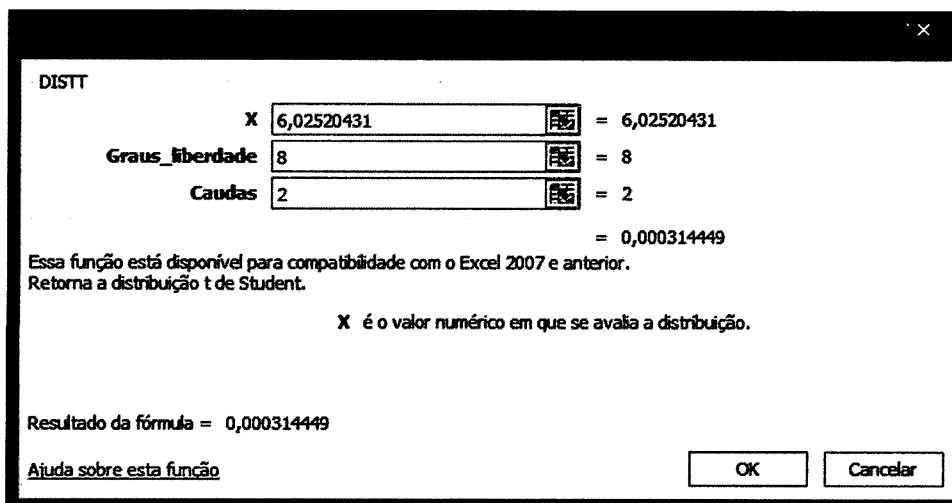 ×
DISTT
X 6,02520431 = 6,02520431
Graus_liberdade 8 = 8
Caudas 2 = 2
= 0,000314449
Essa função está disponível para compatibilidade com o Excel 2007 e anterior.
Retorna a distribuição t de Student.
X é o valor numérico em que se avalia a distribuição.
Resultado da fórmula = 0,000314449
Ajuda sobre esta função OK Cancelar